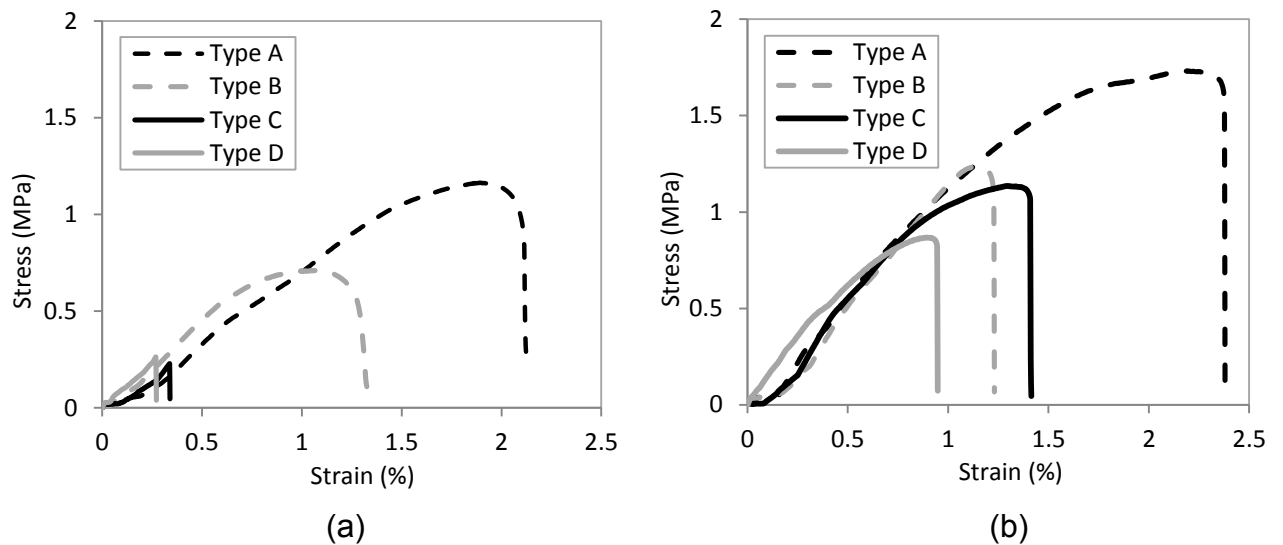 2
1.5
1
0.5
0
Stress (MPa)
Type A
Type B
Type C
Type D
0 0.5 1 1.5 2 2.5
Strain (%)
(a)
2
1.5
1
0.5
0
Stress (MPa)
Type A
Type B
Type C
Type D
0 0.5 1 1.5 2 2.5
Strain (%)
(b)